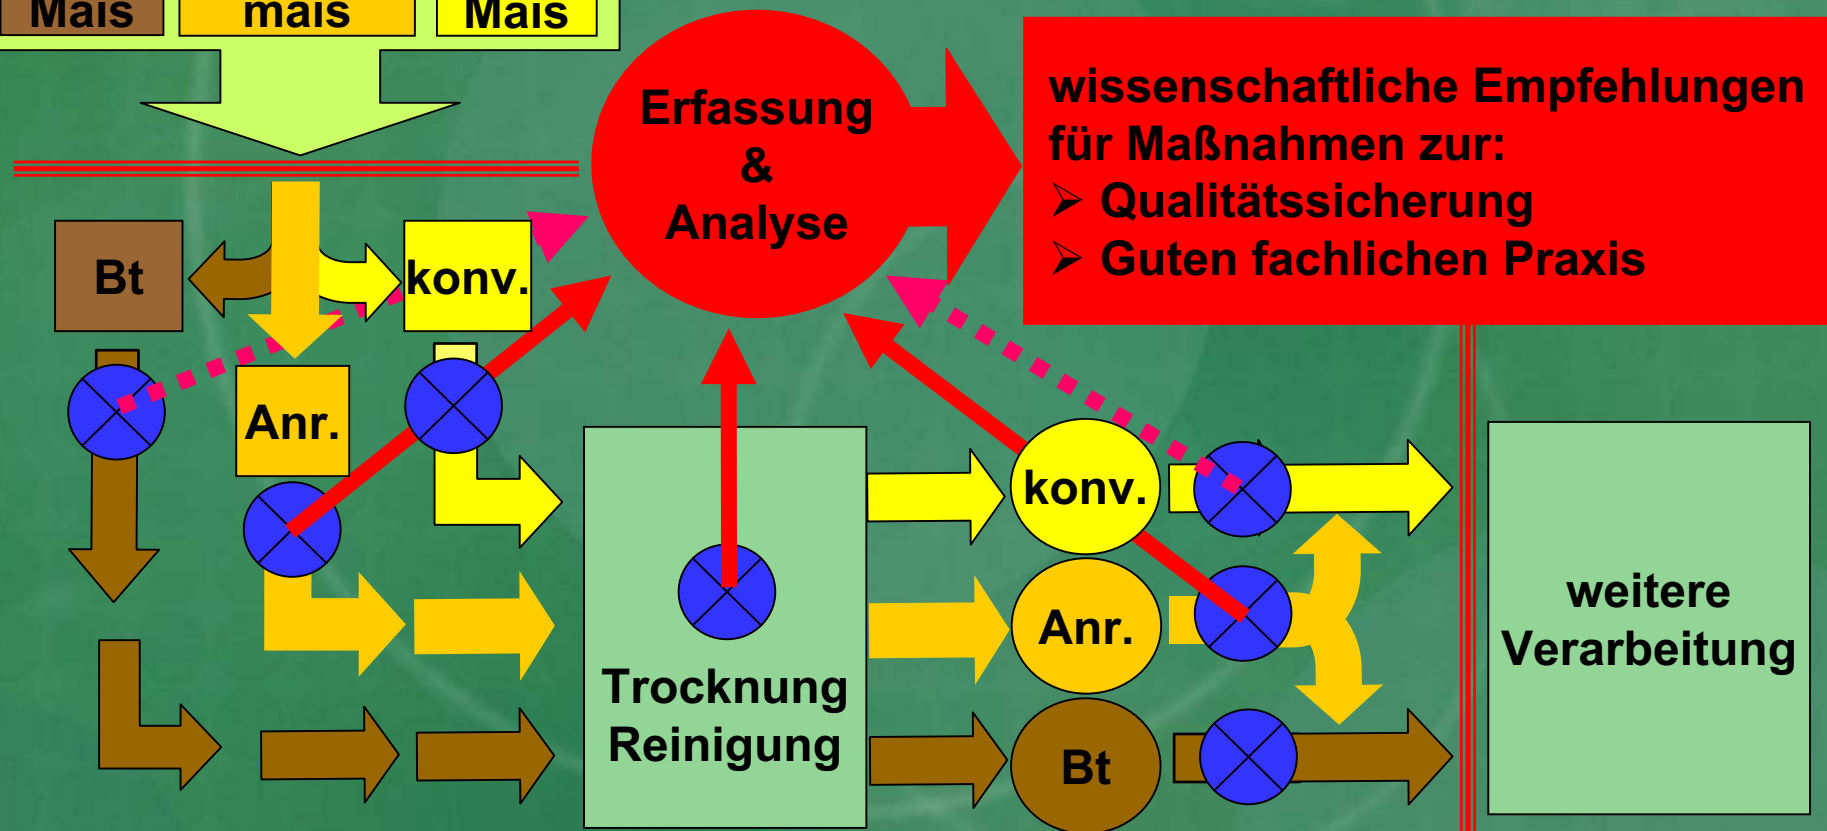 Mais
mais
Mais
Erfassung
&
Analyse
wissenschaftliche Empfehlungen
für Maßnahmen zur:
➢ Qualitätssicherung
➢ Guten fachlichen Praxis
Bt
konv.
Anr.
konv.
Anr.
Bt
Trocknung
Reinigung
weitere
Verarbeitung